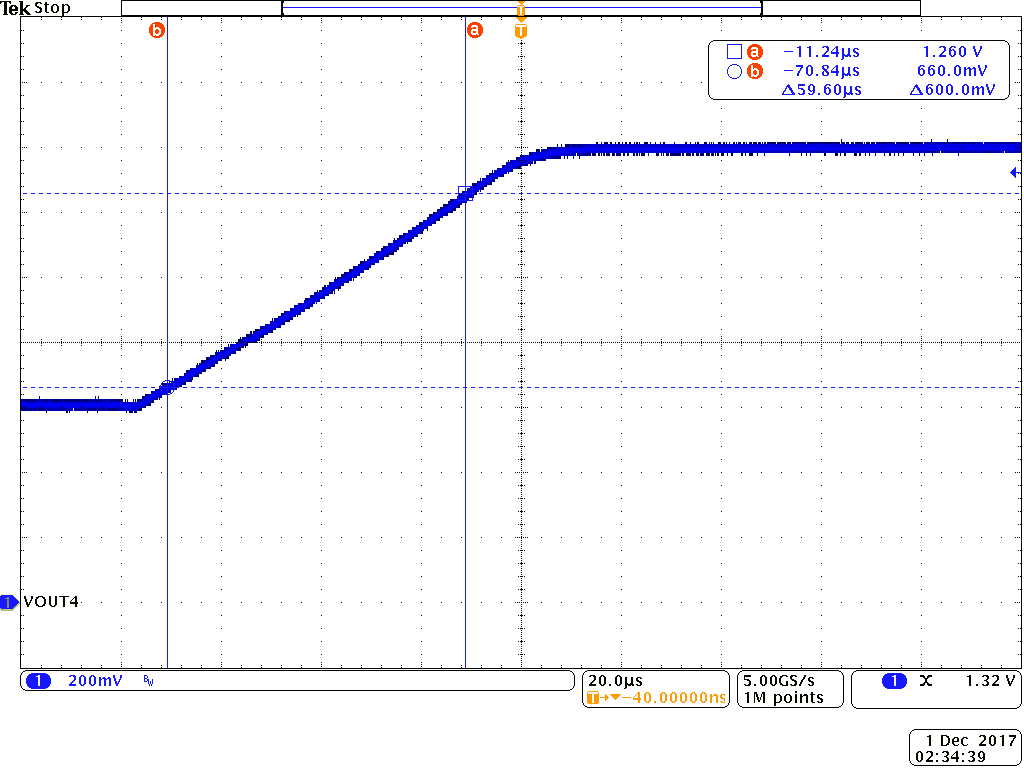 Tek Stop
T
b
a
T
a −11.24µs 1.260 V
b −70.84µs 660.0mV
Δ59.60µs Δ600.0mV
1 VOUT4
1 200mV BW
20.0µs
T→▼−40.00000ns
5.00GS/s
1M points
1 X 1.32 V
1 Dec 2017
02:34:39